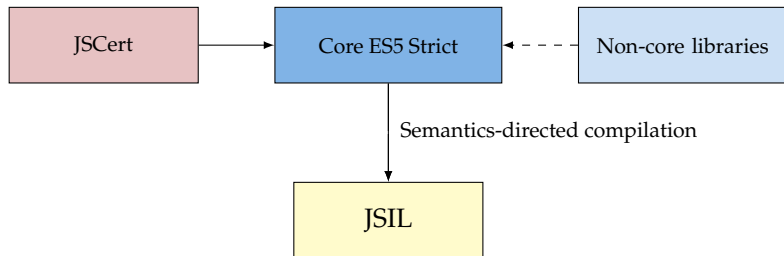 JSCert
Core ES5 Strict
Non-core libraries
Semantics-directed compilation
JSIL